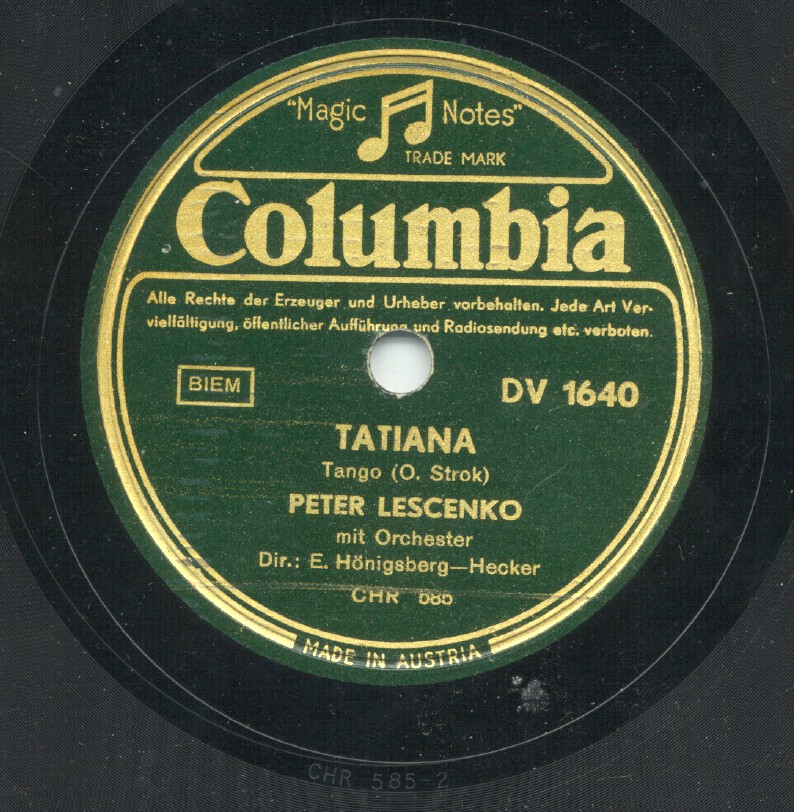 "Magic Notes"
TRADE MARK
Columbia
Alle Rechte der Erzeuger und Urheber vorbehalten. Jede Art Ver-
vielfältigung, öffentlicher Aufführung und Radiosendung etc. verboten.
BIEM
DV 1640
TATIANA
Tango (O. Strok)
PETER LESCENKO
mit Orchester
Dir.: E. Hönigsberg—Hecker
CHR 585
MADE IN AUSTRIA
CHR 585-2